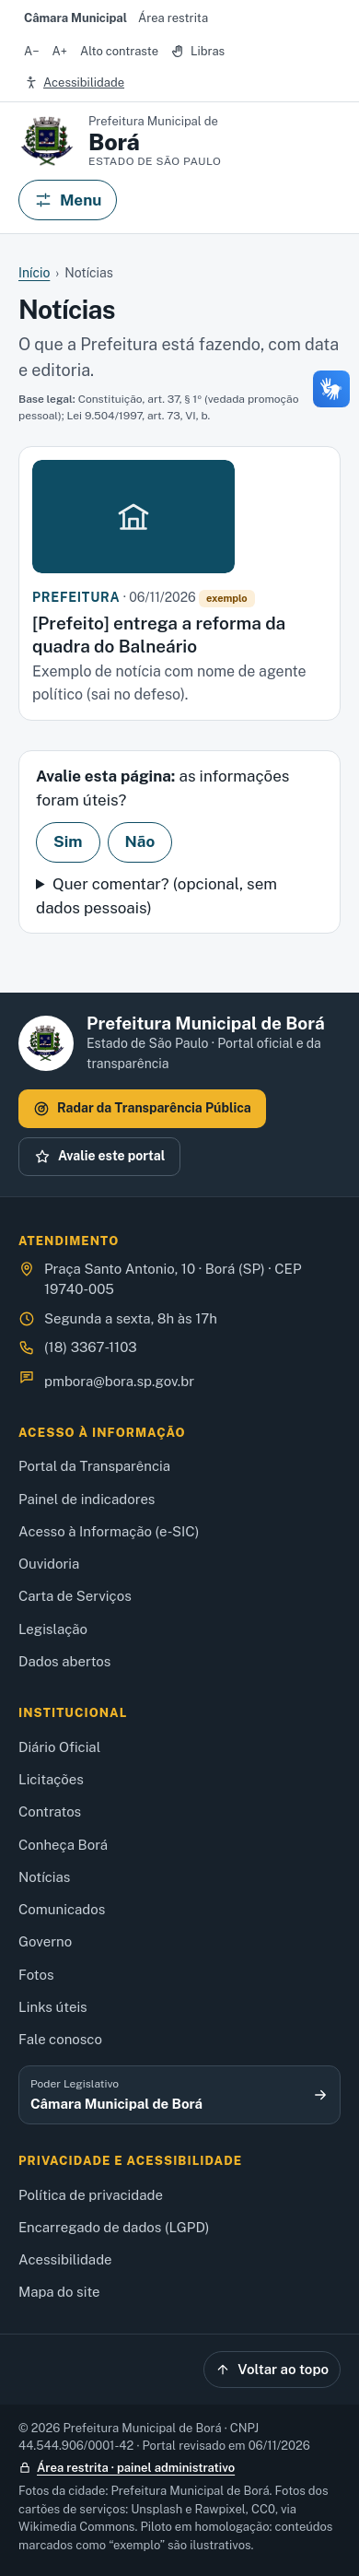 Câmara Municipal Área restrita
A− A+ Alto contraste Libras
Acessibilidade
Prefeitura Municipal de
Borá
ESTADO DE SÃO PAULO
Menu
Início › Notícias
Notícias
O que a Prefeitura está fazendo, com data
e editoria.
Base legal: Constituição, art. 37, § 1º (vedada promoção
pessoal); Lei 9.504/1997, art. 73, VI, b.
PREFEITURA · 06/11/2026 exemplo
[Prefeito] entrega a reforma da
quadra do Balneário
Exemplo de notícia com nome de agente
político (sai no defeso).
Avalie esta página: as informações
foram úteis?
Sim Não
Quer comentar? (opcional, sem
dados pessoais)
Prefeitura Municipal de Borá
Estado de São Paulo · Portal oficial e da
transparência
Radar da Transparência Pública
Avalie este portal
ATENDIMENTO
Praça Santo Antonio, 10 · Borá (SP) · CEP
19740-005
Segunda a sexta, 8h às 17h
(18) 3367-1103
pmbora@bora.sp.gov.br
ACESSO À INFORMAÇÃO
Portal da Transparência
Painel de indicadores
Acesso à Informação (e-SIC)
Ouvidoria
Carta de Serviços
Legislação
Dados abertos
INSTITUCIONAL
Diário Oficial
Licitações
Contratos
Conheça Borá
Notícias
Comunicados
Governo
Fotos
Links úteis
Fale conosco
Poder Legislativo
Câmara Municipal de Borá
PRIVACIDADE E ACESSIBILIDADE
Política de privacidade
Encarregado de dados (LGPD)
Acessibilidade
Mapa do site
Voltar ao topo
© 2026 Prefeitura Municipal de Borá · CNPJ
44.544.906/0001-42 · Portal revisado em 06/11/2026
Área restrita · painel administrativo
Fotos da cidade: Prefeitura Municipal de Borá. Fotos dos
cartões de serviços: Unsplash e Rawpixel, CC0, via
Wikimedia Commons. Piloto em homologação: conteúdos
marcados como “exemplo” são ilustrativos.